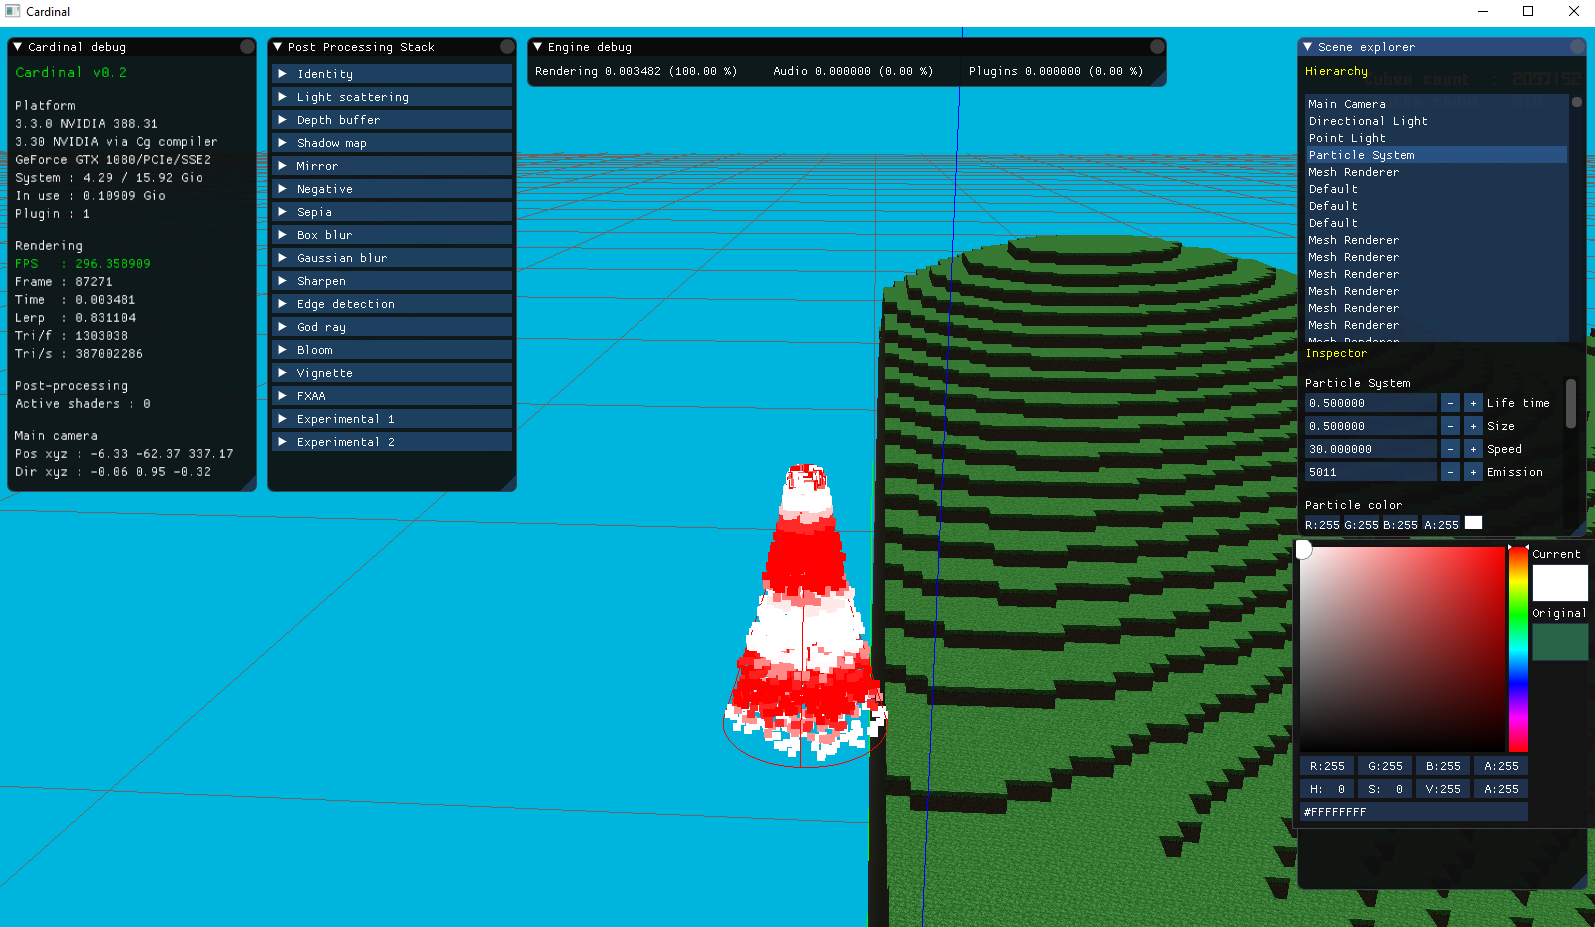 Cardinal
Cardinal debug
Cardinal v0.2
Platform
3.3.0 NVIDIA 388.31
3.30 NVIDIA via Cg compiler
GeForce GTX 1080/PCIe/SSE2
System : 4.29 / 15.92 Gio
In use : 0.10909 Gio
Plugin : 1
Rendering
FPS : 296.358909
Frame : 87271
Time : 0.003481
Lerp : 0.831104
Tri/f : 1303038
Tri/s : 387002286
Post-processing
Active shaders : 0
Main camera
Pos xyz : -6.33 -62.37 337.17
Dir xyz : -0.06 0.95 -0.32
Post Processing Stack
Identity
Light scattering
Depth buffer
Shadow map
Mirror
Negative
Sepia
Box blur
Gaussian blur
Sharpen
Edge detection
God ray
Bloom
Vignette
FXAA
Experimental 1
Experimental 2
Engine debug
Rendering 0.003482 (100.00 %) Audio 0.000000 (0.00 %) Plugins 0.000000 (0.00 %)
Scene explorer
Hierarchy
Main Camera
Directional Light
Point Light
Particle System
Mesh Renderer
Default
Default
Default
Mesh Renderer
Mesh Renderer
Mesh Renderer
Mesh Renderer
Mesh Renderer
Mesh Renderer
Mesh Renderer
Inspector
Particle System
0.500000 - + Life time
0.500000 - + Size
30.000000 - + Speed
5011 - + Emission
Particle color
R:255 G:255 B:255 A:255
Current
Original
R:255 G:255 B:255 A:255
H: 0 S: 0 V:255 A:255
#FFFFFFFF